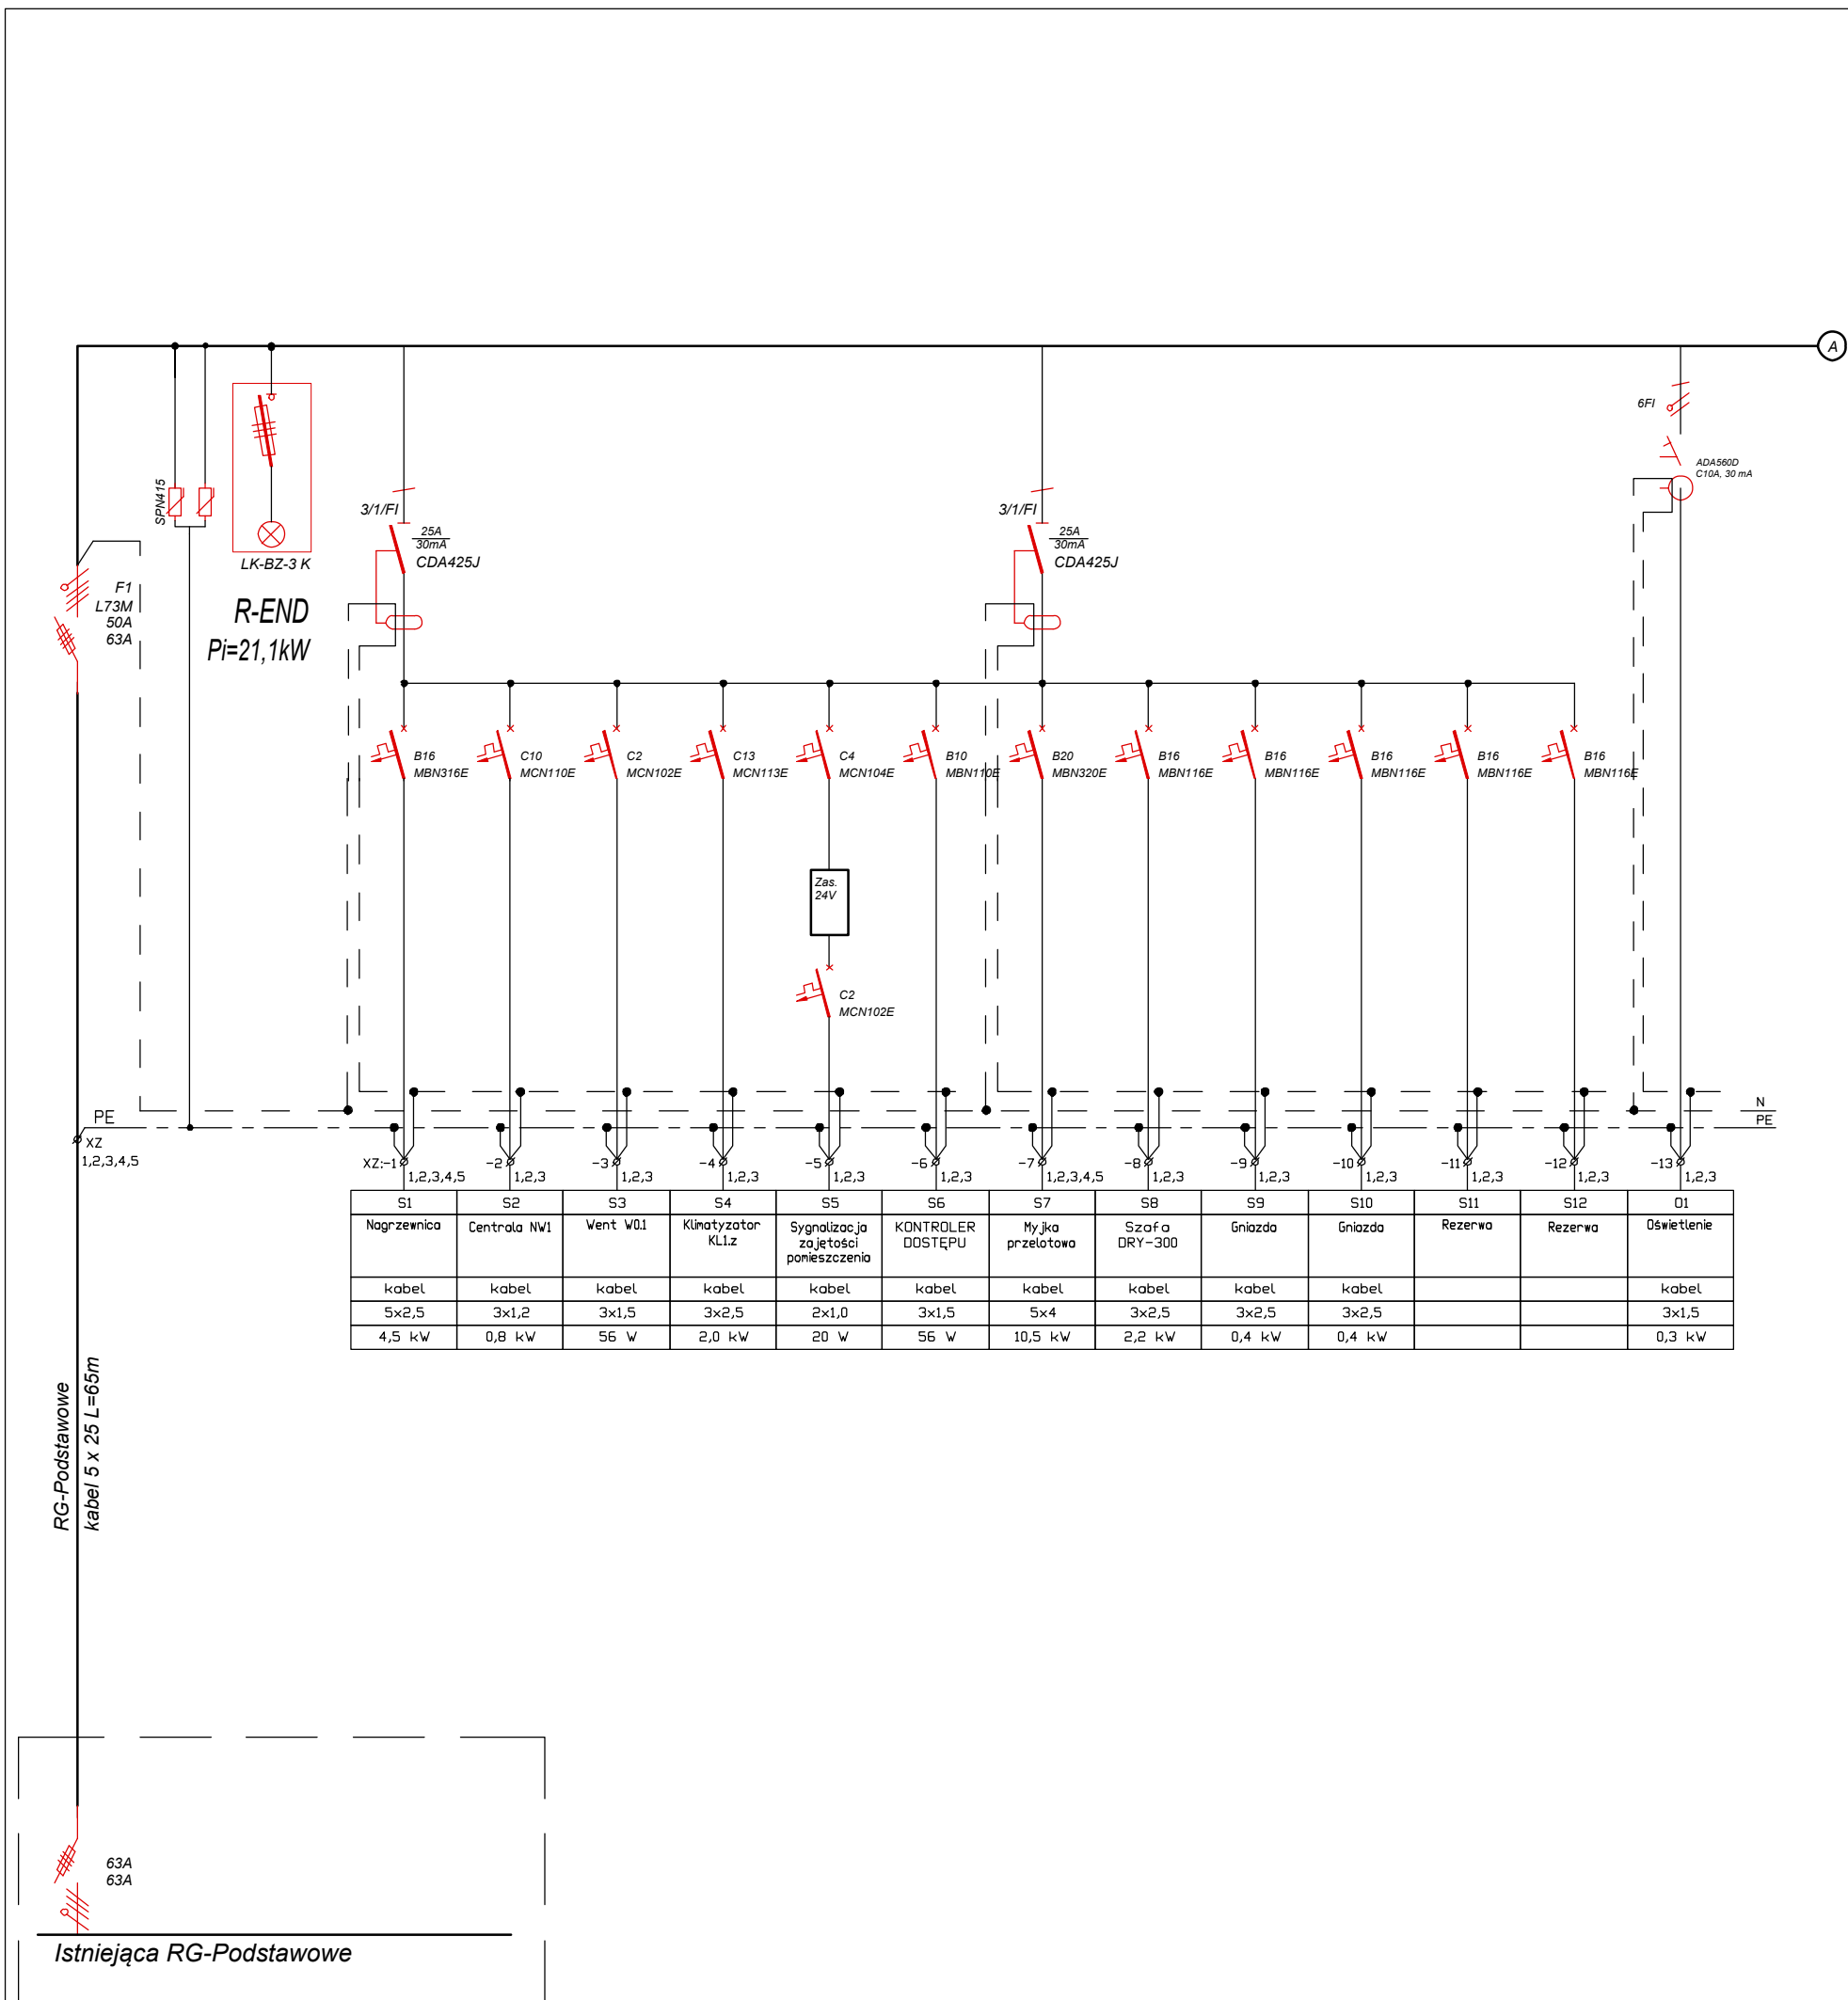 A
6FI
ADA560D
C10A, 30 mA
SPN415
LK-BZ-3 K
3/1/FI
25A
30mA
CDA425J
3/1/FI
25A
30mA
CDA425J
F1
L73M
50A
63A
R-END
Pi=21,1kW
B16
MBN316E
C10
MCN110E
C2
MCN102E
C13
MCN113E
C4
MCN104E
B10
MBN110E
B20
MBN320E
B16
MBN116E
B16
MBN116E
B16
MBN116E
B16
MBN116E
B16
MBN116E
Zas.
24V
C2
MCN102E
PE
N
PE
XZ
1,2,3,4,5
XZ:-1 -2 -3 -4 -5 -6 -7 -8 -9 -10 -11 -12 -13
1,2,3,4,5 1,2,3 1,2,3 1,2,3 1,2,3 1,2,3 1,2,3,4,5 1,2,3 1,2,3 1,2,3 1,2,3 1,2,3 1,2,3
S1 S2 S3 S4 S5 S6 S7 S8 S9 S10 S11 S12 O1
Nagrzewnica
Centrala NW1
Went W0.1
Klimatyzator
KL1.z
Sygnalizacja
zajętości
pomieszczenia
KONTROLER
DOSTĘPU
Myjka
przelotowa
Szafa
DRY-300
Gniazda
Gniazda
Rezerwa
Rezerwa
Oświetlenie
kabel kabel kabel kabel kabel kabel kabel kabel kabel kabel kabel
5x2,5 3x1,2 3x1,5 3x2,5 2x1,0 3x1,5 5x4 3x2,5 3x2,5 3x2,5 3x1,5
4,5 kW 0,8 kW 56 W 2,0 kW 20 W 56 W 10,5 kW 2,2 kW 0,4 kW 0,4 kW 0,3 kW
RG-Podstawowe
kabel 5 x 25 L=65m
63A
63A
Istniejąca RG-Podstawowe